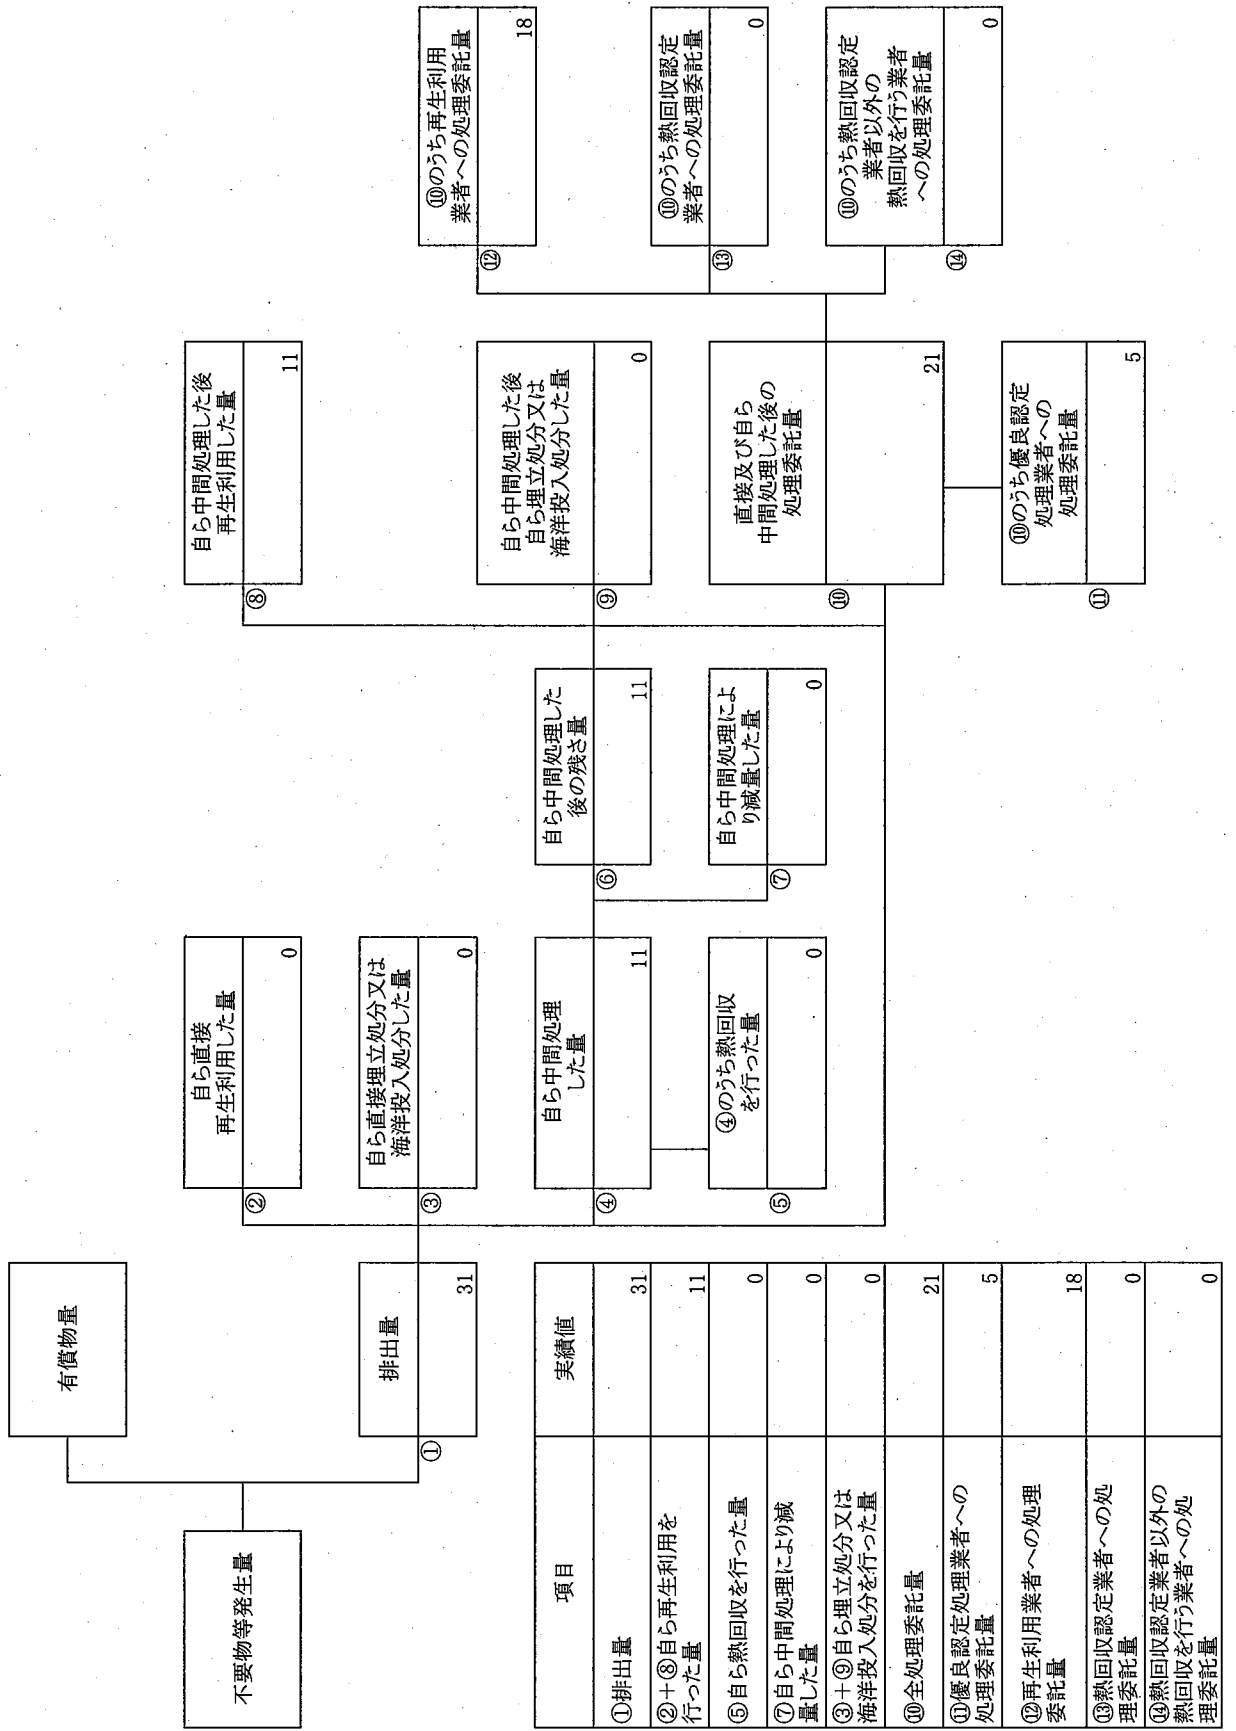 有償物量
不要物等発生量
排出量
①
31
自ら直接
再生利用した量
②
0
自ら直接埋立処分又は
海洋投入処分した量
③
0
自ら中間処理
した量
④
11
④のうち熱回収
を行った量
⑤
0
自ら中間処理した
後の残さ量
⑥
11
自ら中間処理によ
り減量した量
⑦
0
自ら中間処理した後
再生利用した量
⑧
11
自ら中間処理した後
自ら埋立処分又は
海洋投入処分した量
⑨
0
直接及び自ら
中間処理した後の
処理委託量
⑩
21
⑩のうち優良認定
処理業者への
処理委託量
⑪
5
⑩のうち再生利用
業者への処理委託量
⑫
18
⑩のうち熱回収認定
業者への処理委託量
⑬
0
⑩のうち熱回収認定
業者以外の
熱回収を行う業者
への処理委託量
⑭
0
項目 実績値
①排出量 31
②+⑧自ら再生利用を
行った量 11
⑤自ら熱回収を行った量 0
⑦自ら中間処理により減
量した量 0
③+⑨自ら埋立処分又は
海洋投入処分を行った量 0
⑩全処理委託量 21
⑪優良認定処理業者への
処理委託量 5
⑫再生利用業者への処理
委託量 18
⑬熱回収認定業者への処
理委託量 0
⑭熱回収認定業者以外の
熱回収を行う業者への処
理委託量 0